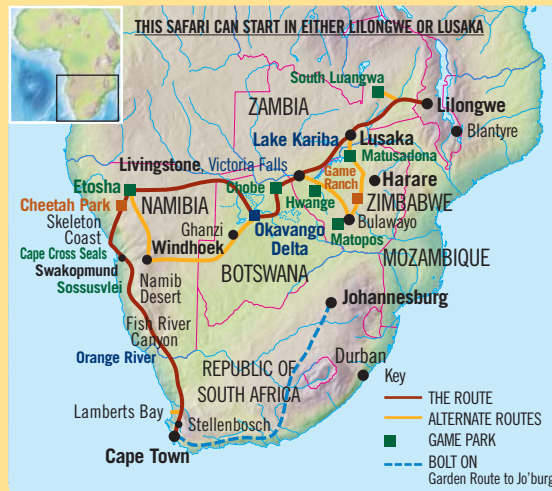 THIS SAFARI CAN START IN EITHER LILONGWE OR LUSAKA
South Luangwa
ZAMBIA
Lilongwe
Blantyre
Lake Kariba
Lusaka
Matusadona
Livingstone, Victoria Falls
Game
Ranch
Harare
Etosha
Chobe
Hwange
ZIMBABWE
Cheetah Park
NAMIBIA
Skeleton
Coast
Ghanzi
Okavango
Delta
Bulawayo
Matopos
Cape Cross Seals
Windhoek
MOZAMBIQUE
Swakopmund
Sossusvlei
Namib
Desert
BOTSWANA
Johannesburg
Fish River
Canyon
Orange River
REPUBLIC OF
SOUTH AFRICA
Durban
Key
THE ROUTE
Lamberts Bay
Stellenbosch
ALTERNATE ROUTES
GAME PARK
Cape Town
BOLT ON
Garden Route to Jo'burg